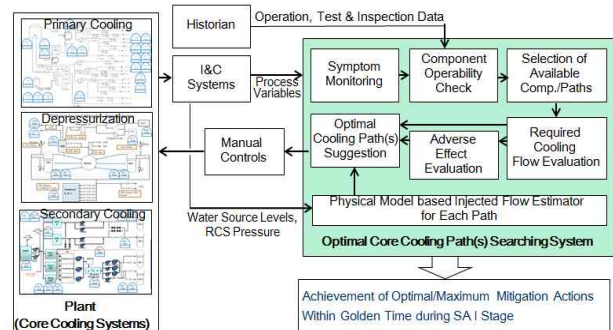 Primary Cooling
Depressurization
Secondary Cooling
Plant
(Core Cooling Systems)
Historian
Operation, Test & Inspection Data
I&C
Systems
Process
Variables
Manual
Controls
Water Source Levels,
RCS Pressure
Symptom
Monitoring
Component
Operability
Check
Selection of
Available
Comp./Paths
Optimal
Cooling Path(s)
Suggestion
Adverse
Effect
Evaluation
Required
Cooling
Flow Evaluation
Physical Model based Injected Flow Estimator
for Each Path
Optimal Core Cooling Path(s) Searching System
Achievement of Optimal/Maximum Mitigation Actions
Within Golden Time during SA I Stage